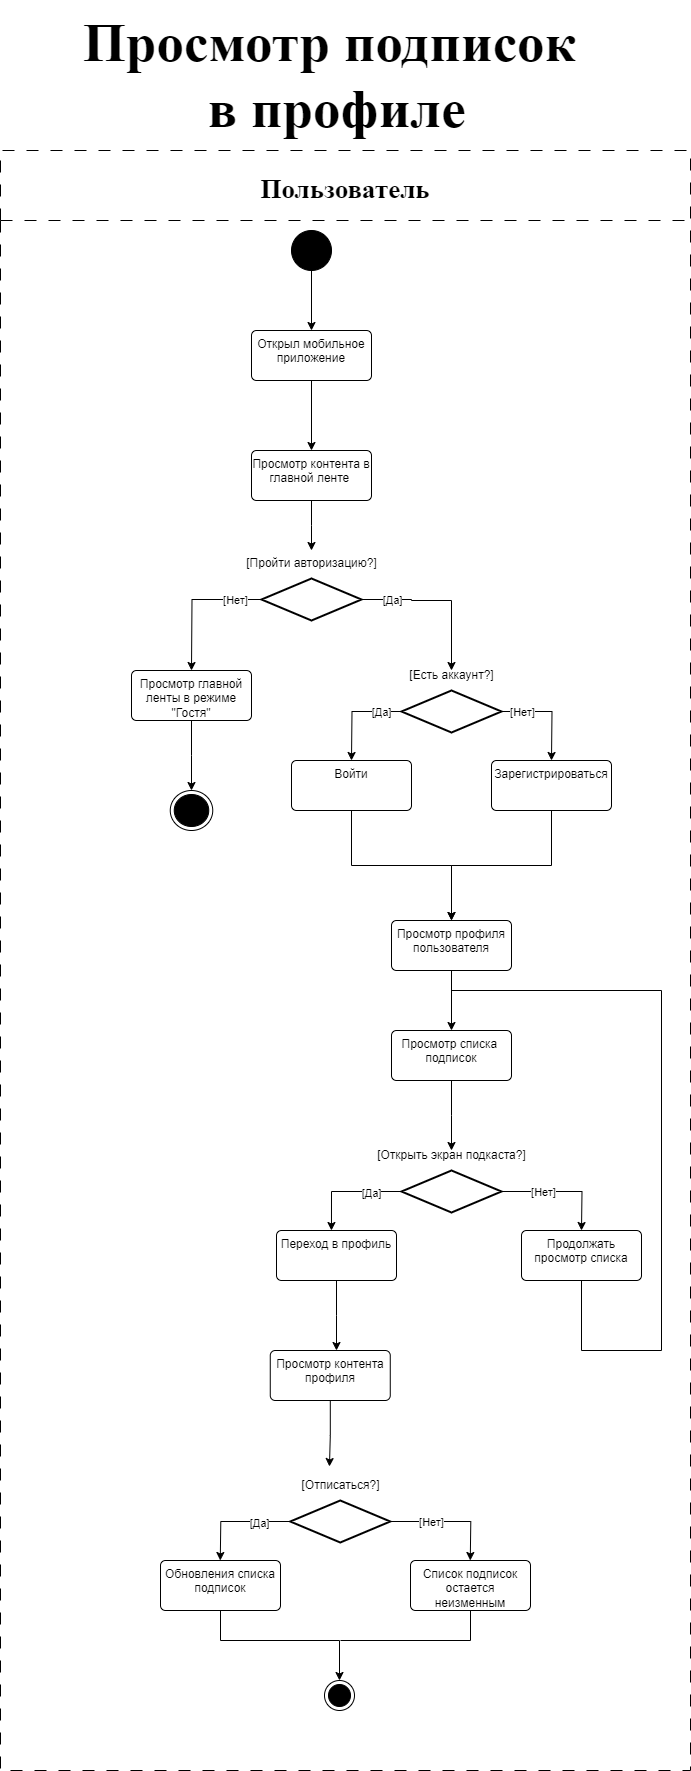 Просмотр подписок
в профиле
Пользователь
Открыл мобильное
приложение
Просмотр контента в
главной ленте
[Пройти авторизацию?]
[Нет]
[Да]
Просмотр главной
ленты в режиме
"Гостя"
[Есть аккаунт?]
[Да]
[Нет]
Войти
Зарегистрироваться
Просмотр профиля
пользователя
Просмотр списка
подписок
[Открыть экран подкаста?]
[Да]
[Нет]
Переход в профиль
Продолжать
просмотр списка
Просмотр контента
профиля
[Отписаться?]
[Да]
[Нет]
Обновления списка
подписок
Список подписок
остается
неизменным